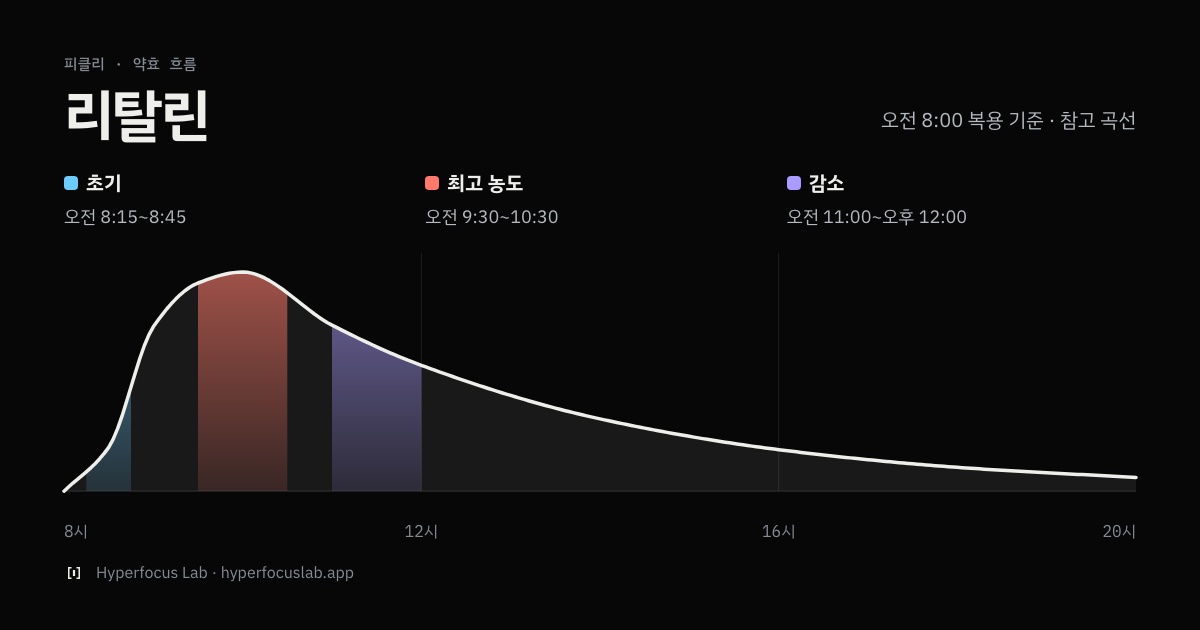 피클리 · 약효 흐름
리탈린
오전 8:00 복용 기준 · 참고 곡선
초기
오전 8:15~8:45
최고 농도
오전 9:30~10:30
감소
오전 11:00~오후 12:00
8시
12시
16시
20시
Hyperfocus Lab · hyperfocuslab.app